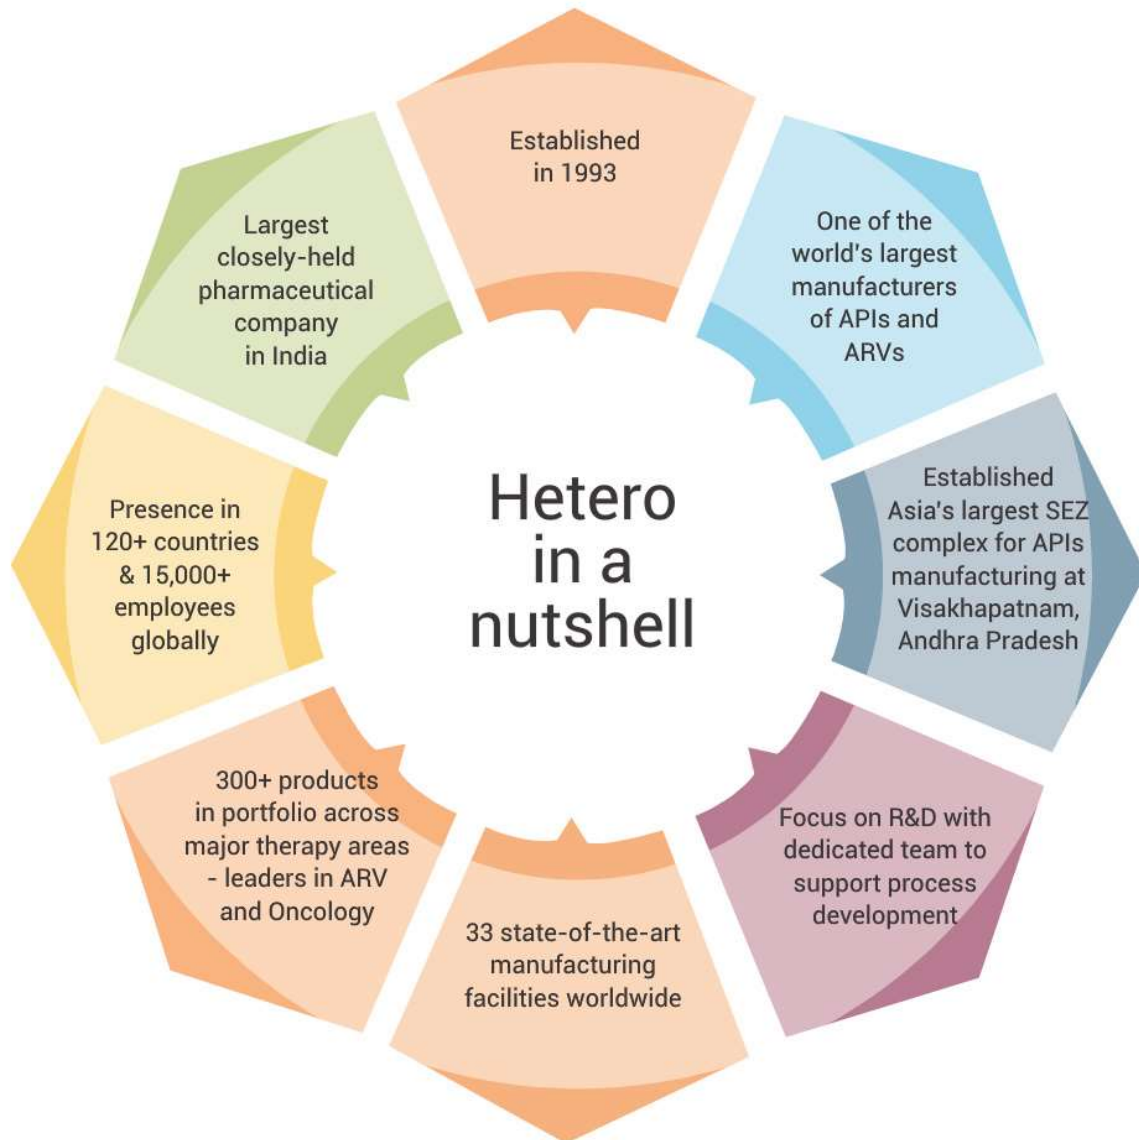 Hetero
in a
nutshell
Established
in 1993
One of the
world's largest
manufacturers
of APIs and
ARVs
Established
Asia's largest SEZ
complex for APIs
manufacturing at
Visakhapatnam,
Andhra Pradesh
Focus on R&D with
dedicated team to
support process
development
33 state-of-the-art
manufacturing
facilities worldwide
300+ products
in portfolio across
major therapy areas
- leaders in ARV
and Oncology
Presence in
120+ countries
& 15,000+
employees
globally
Largest
closely-held
pharmaceutical
company
in India